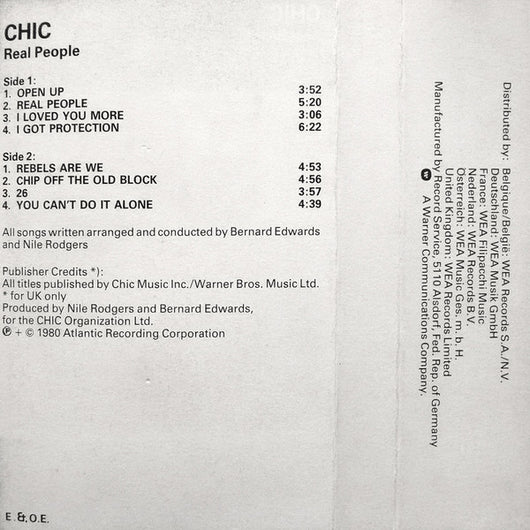 CHIC
Real People
Side 1:
1. OPEN UP 3:52
2. REAL PEOPLE 5:20
3. I LOVED YOU MORE 3:06
4. I GOT PROTECTION 6:22
Side 2:
1. REBELS ARE WE 4:53
2. CHIP OFF THE OLD BLOCK 4:56
3. 26 3:57
4. YOU CAN'T DO IT ALONE 4:39
All songs written arranged and conducted by Bernard Edwards
and Nile Rodgers
Publisher Credits *):
All titles published by Chic Music Inc./Warner Bros. Music Ltd.
* for UK only
Produced by Nile Rodgers and Bernard Edwards,
for the CHIC Organization Ltd.
℗ + © 1980 Atlantic Recording Corporation
E. & O.E.
Distributed by: Belgique/België: WEA Records S.A./N.V.
Deutschland: WEA Musik GmbH
France: WEA Filipacchi Music
Nederland: WEA Records B.V.
Österreich: WEA Music Ges. m. b. H.
United Kingdom: WEA Records Limited
Manufactured by Record Service, 5110 Alsdorf, Fed. Rep. of Germany
A Warner Communications Company.